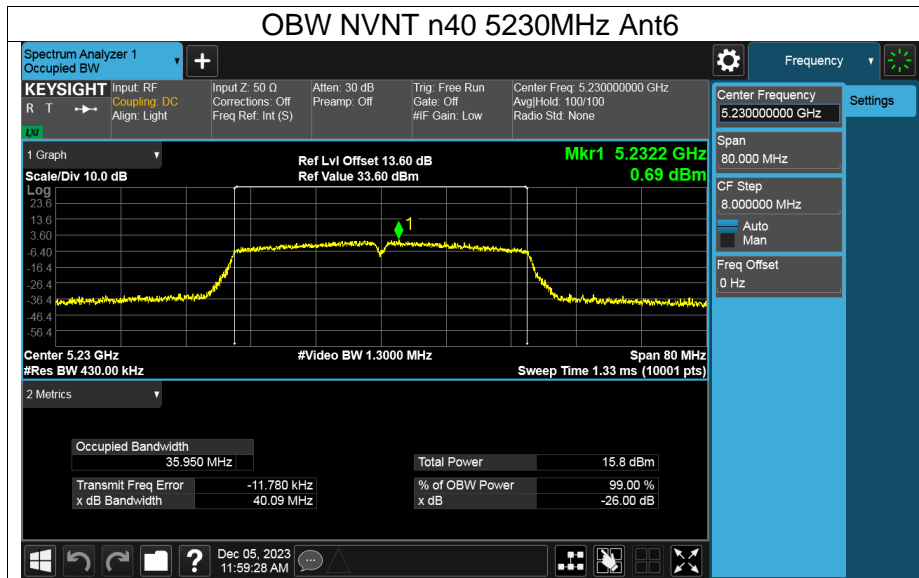 OBW NVNT n40 5230MHz Ant6
Spectrum Analyzer 1
Occupied BW
Frequency
KEYSIGHT
R T
LXI
Input: RF
Coupling: DC
Align: Light
Input Z: 50 Ω
Corrections: Off
Freq Ref: Int (S)
Atten: 30 dB
Preamp: Off
Trig: Free Run
Gate: Off
#IF Gain: Low
Center Freq: 5.230000000 GHz
Avg|Hold: 100/100
Radio Std: None
Center Frequency
5.230000000 GHz
Settings
Span
80.000 MHz
CF Step
8.000000 MHz
Auto
Man
Freq Offset
0 Hz
1 Graph
Scale/Div 10.0 dB
Ref Lvl Offset 13.60 dB
Ref Value 33.60 dBm
Mkr1 5.2322 GHz
0.69 dBm
Log
23.6
13.6
3.60
-6.40
-16.4
-26.4
-36.4
-46.4
-56.4
1
Center 5.23 GHz
#Video BW 1.3000 MHz
Span 80 MHz
#Res BW 430.00 kHz
Sweep Time 1.33 ms (10001 pts)
2 Metrics
Occupied Bandwidth
35.950 MHz
Total Power 15.8 dBm
Transmit Freq Error -11.780 kHz
% of OBW Power 99.00 %
x dB Bandwidth 40.09 MHz
x dB -26.00 dB
?
Dec 05, 2023
11:59:28 AM